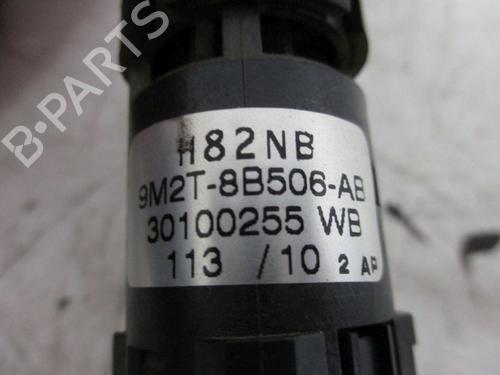 B-PARTS
H82NB
9M2T-8B506-AB
30100255 WB
113 /10 2 AP